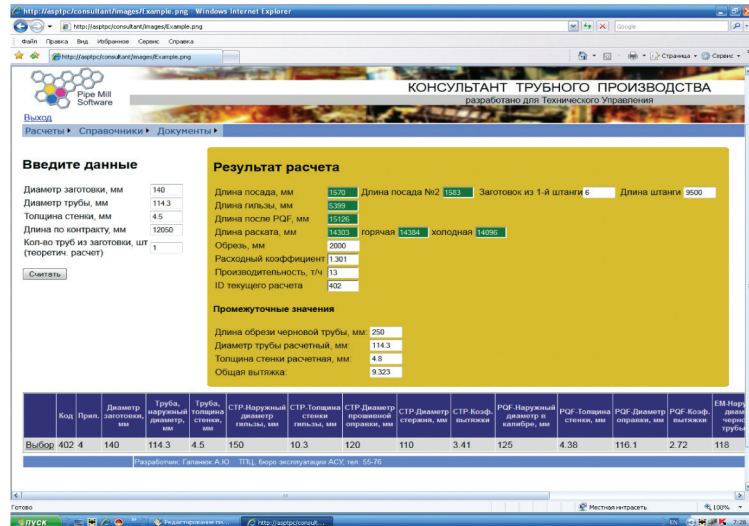 http://asptpc/consultant/images/Example.png - Windows Internet Explorer
http://asptpc/consultant/images/Example.png
Google
Файл Правка Вид Избранное Сервис Справка
http://asptpc/consultant/images/Example.png
Страница Сервис
Pipe Mill
Software
КОНСУЛЬТАНТ ТРУБНОГО ПРОИЗВОДСТВА
разработано для Технического Управления
Выход
Расчеты Справочники Документы
Введите данные
Диаметр заготовки, мм 140
Диаметр трубы, мм 114.3
Толщина стенки, мм 4.5
Длина по контракту, мм 12050
Кол-во труб из заготовки, шт
(теоретич. расчет) 1
Считать
Результат расчета
Длина посада, мм 1570 Длина посада №2 1583 Заготовок из 1-й штанги 6 Длина штанги 9500
Длина гильзы, мм 5399
Длина после PQF, мм 15126
Длина раската, мм 14303 горячая 14384 холодная 14096
Обрезь, мм 2000
Расходный коэффициент 1.301
Производительность, т/ч 13
ID текущего расчета 402
Промежуточные значения
Длина обрези черновой трубы, мм: 250
Диаметр трубы расчетный, мм: 114.3
Толщина стенки расчетная, мм: 4.8
Общая вытяжка: 9.323
Код Прил. Диаметр заготовки, мм Труба, наружный диаметр, мм Труба, толщина стенки, мм СТР-Наружный диаметр гильзы, мм СТР-Толщина стенки гильзы, мм СТР-Диаметр прошивной оправки, мм СТР-Диаметр стержня, мм СТР-Коэф. вытяжки PQF-Наружный диаметр в калибре, мм PQF-Толщина стенки, мм PQF-Диаметр оправки, мм PQF-Коэф. вытяжки
Выбор 402 4 140 114.3 4.5 150 10.3 120 110 3.41 125 4.38 116.1 2.72 118
Разработчик: Галанюк А.Ю. ТПЦ, бюро эксплуатации АСУ, тел. 55-76
Готово
Местная интрасеть 100%
пуск Редактирование пи... http://asptpc/consult... EN 7:28